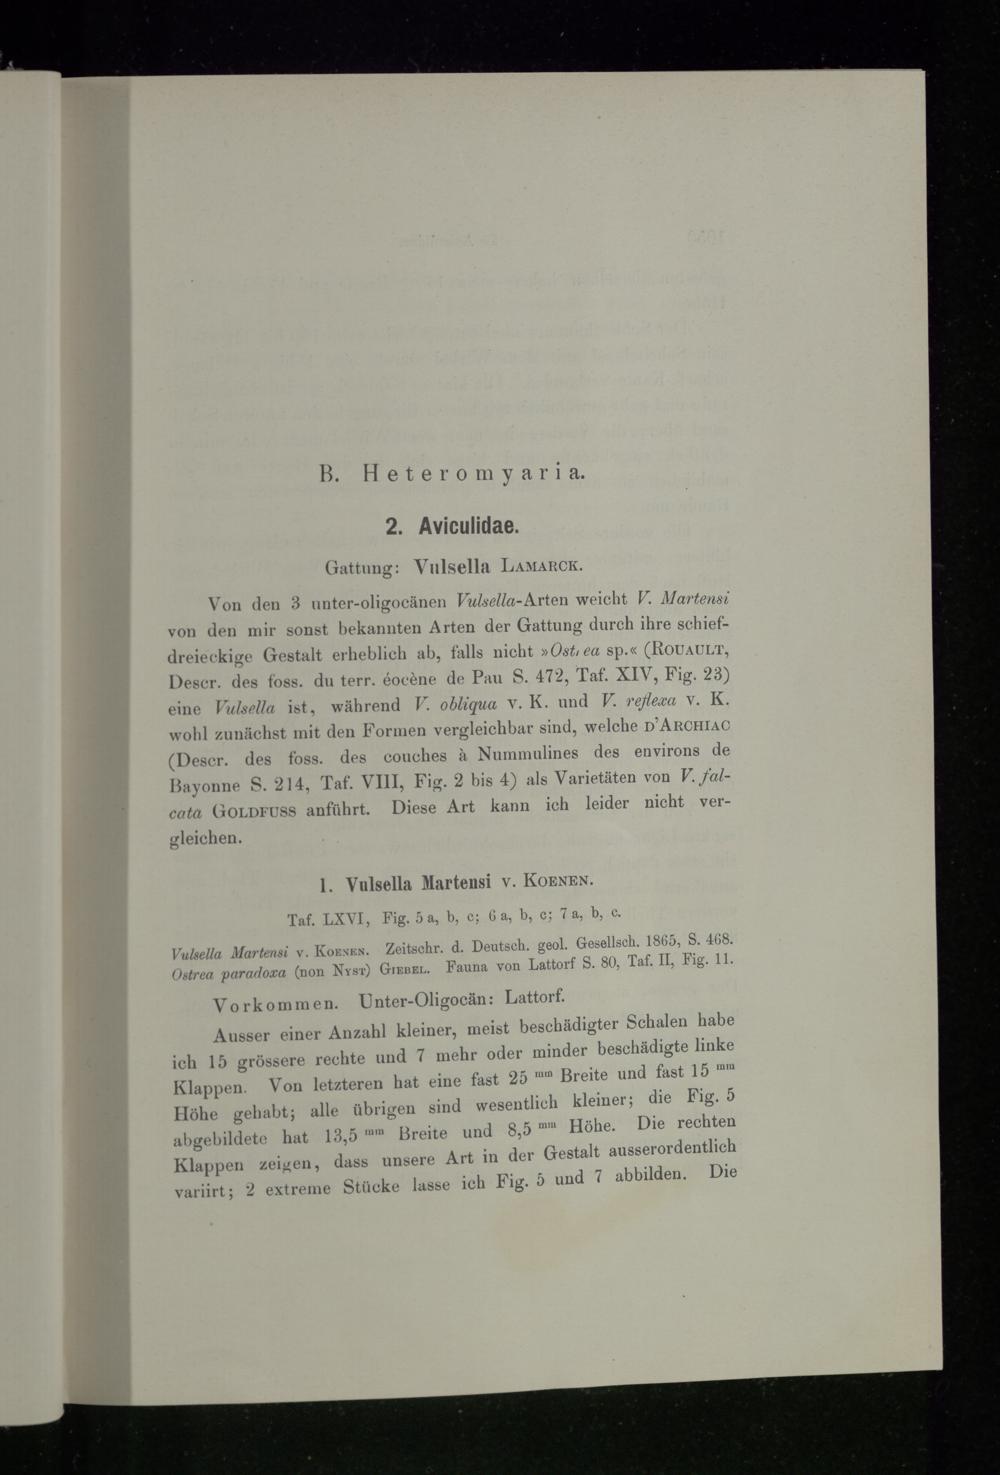 B. Heteromyaria.
2. Aviculidae.
Gattung: Vulsella LAMARCK.
Von den 3 unter-oligocänen Vulsella-Arten weicht V. Martensi
von den mir sonst bekannten Arten der Gattung durch ihre schief-
dreieckige Gestalt erheblich ab, falls nicht »Ostrea sp.« (ROUAULT,
Descr. des foss. du terr. éocène de Pau S. 472, Taf. XIV, Fig. 23)
eine Vulsella ist, während V. obliqua v. K. und V. reflexa v. K.
wohl zunächst mit den Formen vergleichbar sind, welche D'ARCHIAC
(Descr. des foss. des couches à Nummulines des environs de
Bayonne S. 214, Taf. VIII, Fig. 2 bis 4) als Varietäten von V. fal-
cata GOLDFUSS anführt. Diese Art kann ich leider nicht ver-
gleichen.
1. Vulsella Martensi v. KOENEN.
Taf. LXVI, Fig. 5 a, b, c; 6 a, b, c; 7 a, b, c.
Vulsella Martensi v. KOENEN. Zeitschr. d. Deutsch. geol. Gesellsch. 1865, S. 468.
Ostrea paradoxa (non NYST) GIEBEL. Fauna von Lattorf S. 80, Taf. II, Fig. 11.
Vorkommen. Unter-Oligocän: Lattorf.
Ausser einer Anzahl kleiner, meist beschädigter Schalen habe
ich 15 grössere rechte und 7 mehr oder minder beschädigte linke
Klappen. Von letzteren hat eine fast 25 mm Breite und fast 15 mm
Höhe gehabt; alle übrigen sind wesentlich kleiner; die Fig. 5
abgebildete hat 13,5 mm Breite und 8,5 mm Höhe. Die rechten
Klappen zeigen, dass unsere Art in der Gestalt ausserordentlich
variirt; 2 extreme Stücke lasse ich Fig. 5 und 7 abbilden. Die